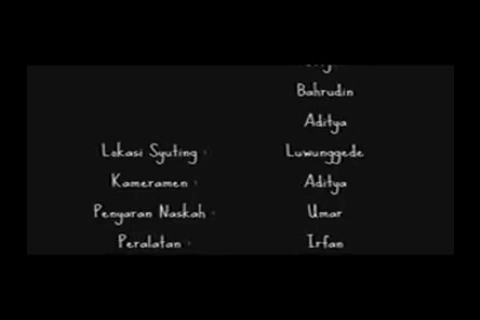 Bahrudin
Aditya
Lokasi Syuting : Luwunggede
Kameramen : Aditya
Penyaran Naskah : Umar
Peralatan : Irfan